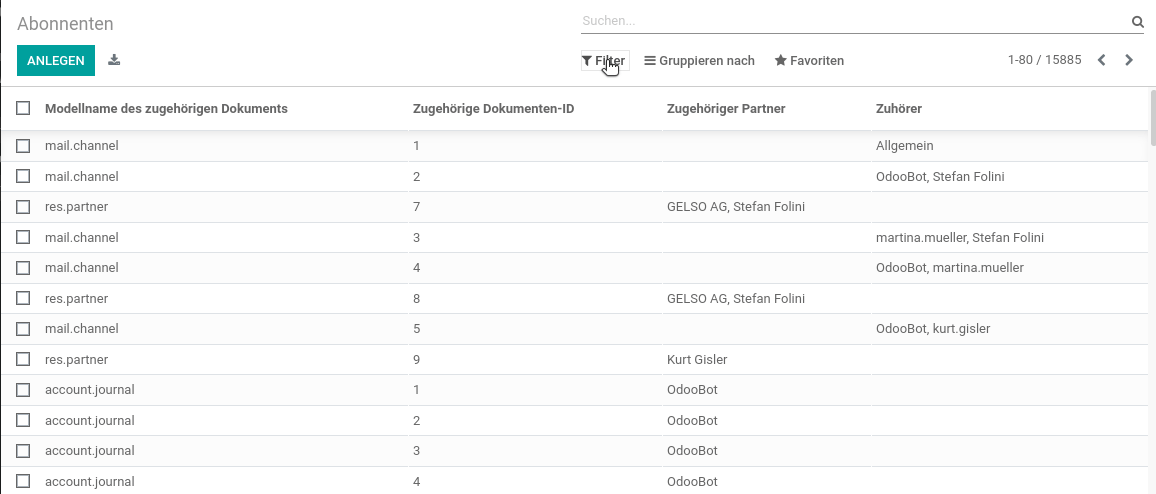 Abonnenten
Suchen...
ANLEGEN
Filter Gruppieren nach Favoriten 1-80 / 15885
Modellname des zugehörigen Dokuments Zugehörige Dokumenten-ID Zugehöriger Partner Zuhörer
mail.channel 1 Allgemein
mail.channel 2 OdooBot, Stefan Folini
res.partner 7 GELSO AG, Stefan Folini
mail.channel 3 martina.mueller, Stefan Folini
mail.channel 4 OdooBot, martina.mueller
res.partner 8 GELSO AG, Stefan Folini
mail.channel 5 OdooBot, kurt.gisler
res.partner 9 Kurt Gisler
account.journal 1 OdooBot
account.journal 2 OdooBot
account.journal 3 OdooBot
account.journal 4 OdooBot